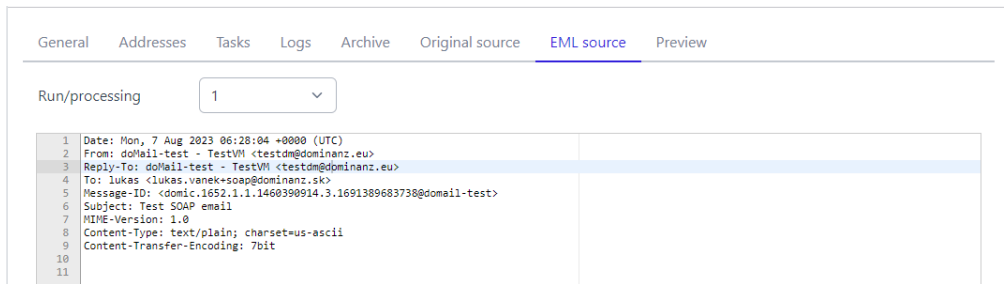 General Addresses Tasks Logs Archive Original source EML source Preview
Run/processing 1
1 Date: Mon, 7 Aug 2023 06:28:04 +0000 (UTC)
2 From: doMail-test - TestVM <testdm@dominanz.eu>
3 Reply-To: doMail-test - TestVM <testdm@dominanz.eu>
4 To: lukas <lukas.vanek+soap@dominanz.sk>
5 Message-ID: <domic.1652.1.1.1460390914.3.1691389683738@domail-test>
6 Subject: Test SOAP email
7 MIME-Version: 1.0
8 Content-Type: text/plain; charset=us-ascii
9 Content-Transfer-Encoding: 7bit
10
11